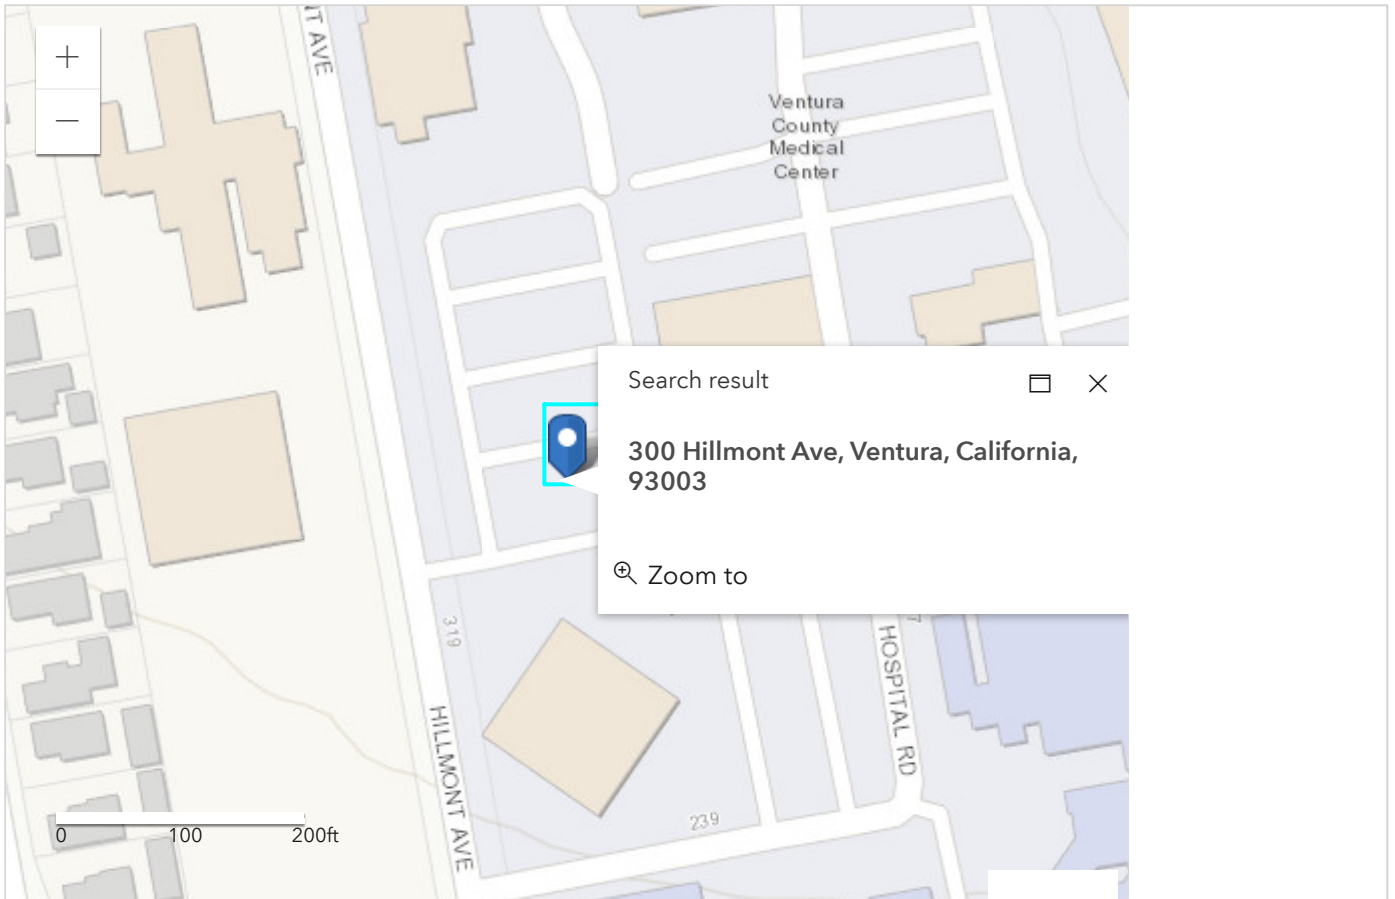 NT AVE
Ventura
County
Medical
Center
Search result
300 Hillmont Ave, Ventura, California,
93003
Zoom to
319
HILLMONT AVE
HOSPITAL RD
239
0 100 200ft